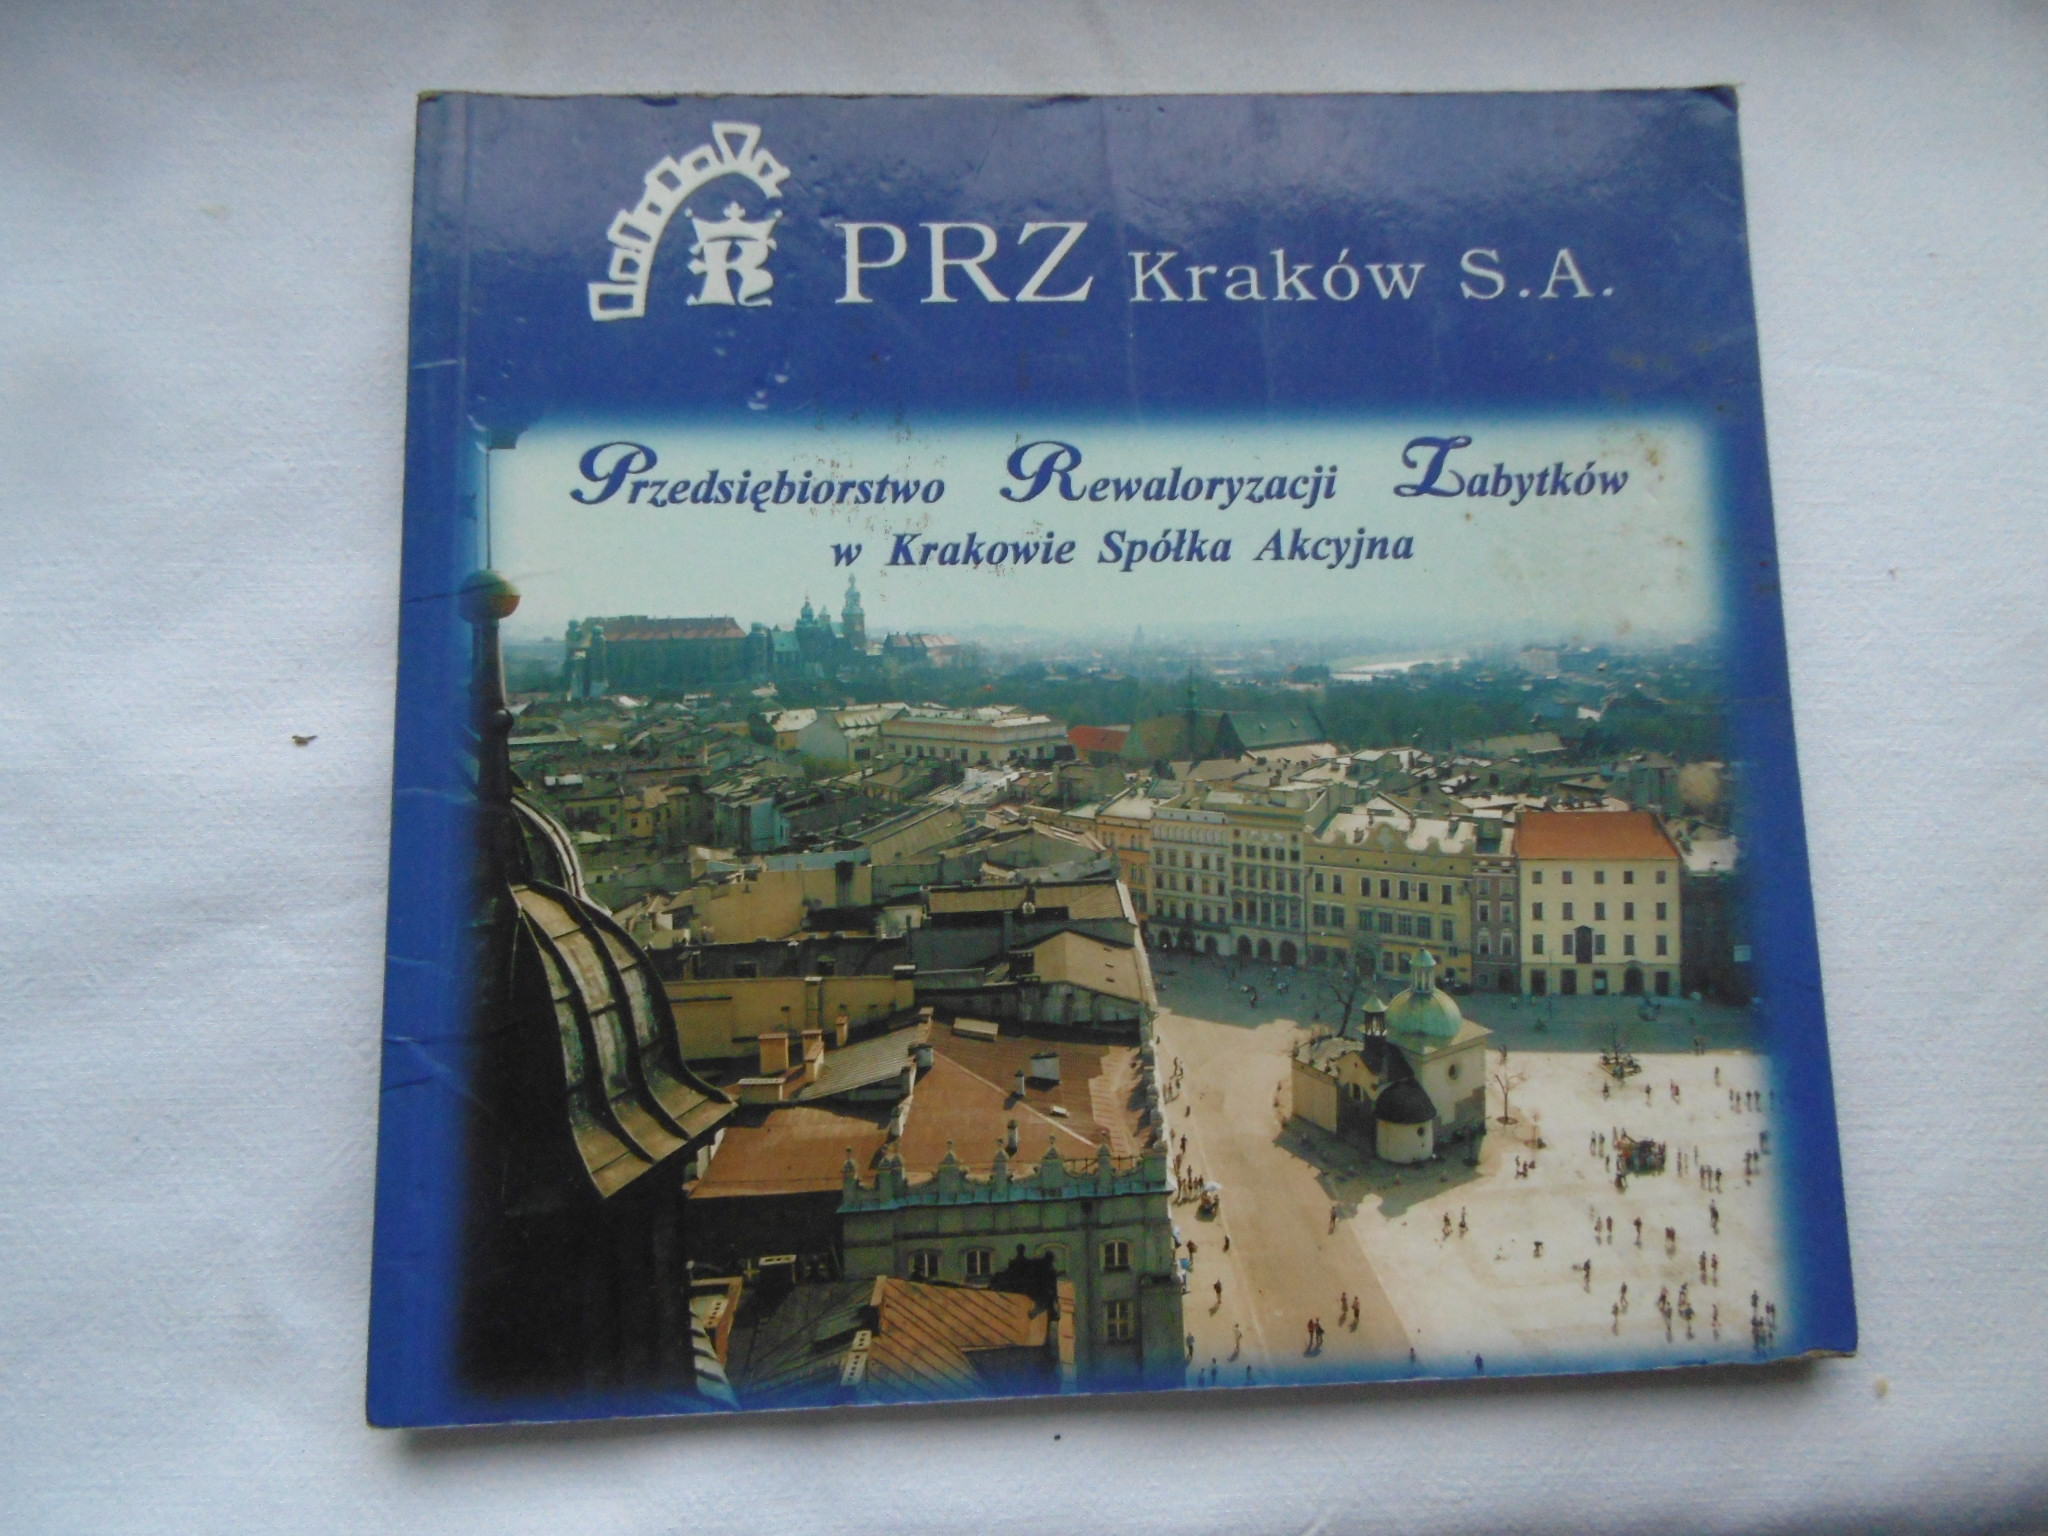 PRZ Kraków S.A.
Przedsiębiorstwo Rewaloryzacji Zabytków
w Krakowie Spółka Akcyjna